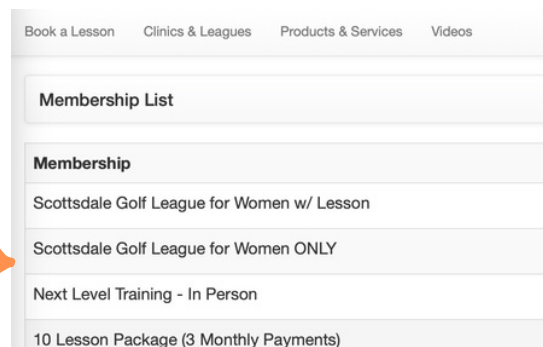 Book a Lesson Clinics & Leagues Products & Services Videos
Membership List
Membership
Scottsdale Golf League for Women w/ Lesson
Scottsdale Golf League for Women ONLY
Next Level Training - In Person
10 Lesson Package (3 Monthly Payments)